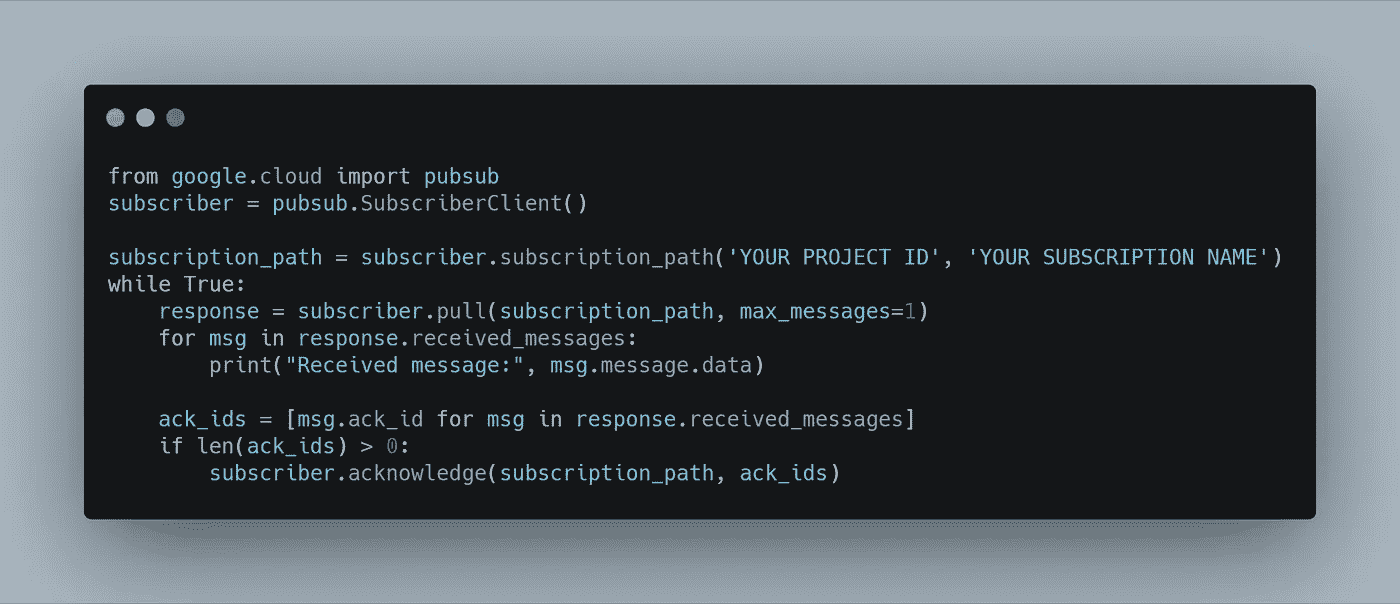 from google.cloud import pubsub
subscriber = pubsub.SubscriberClient()
subscription_path = subscriber.subscription_path('YOUR PROJECT ID', 'YOUR SUBSCRIPTION NAME')
while True:
    response = subscriber.pull(subscription_path, max_messages=1)
    for msg in response.received_messages:
        print("Received message:", msg.message.data)
    ack_ids = [msg.ack_id for msg in response.received_messages]
    if len(ack_ids) > 0:
        subscriber.acknowledge(subscription_path, ack_ids)